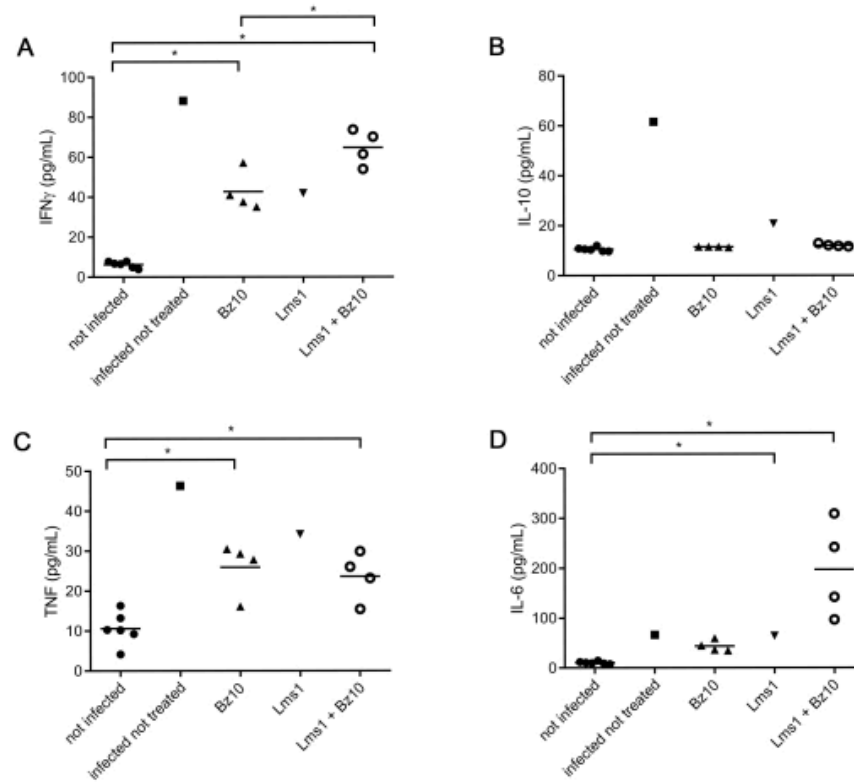 A
*
*
*
IFNγ (pg/mL)
100
80
60
40
20
0
not infected
infected not treated
Bz10
Lms1
Lms1 + Bz10
B
IL-10 (pg/mL)
80
60
40
20
0
not infected
infected not treated
Bz10
Lms1
Lms1 + Bz10
C
*
*
TNF (pg/mL)
50
40
30
20
10
0
not infected
infected not treated
Bz10
Lms1
Lms1 + Bz10
D
*
*
IL-6 (pg/mL)
400
300
200
100
0
not infected
infected not treated
Bz10
Lms1
Lms1 + Bz10